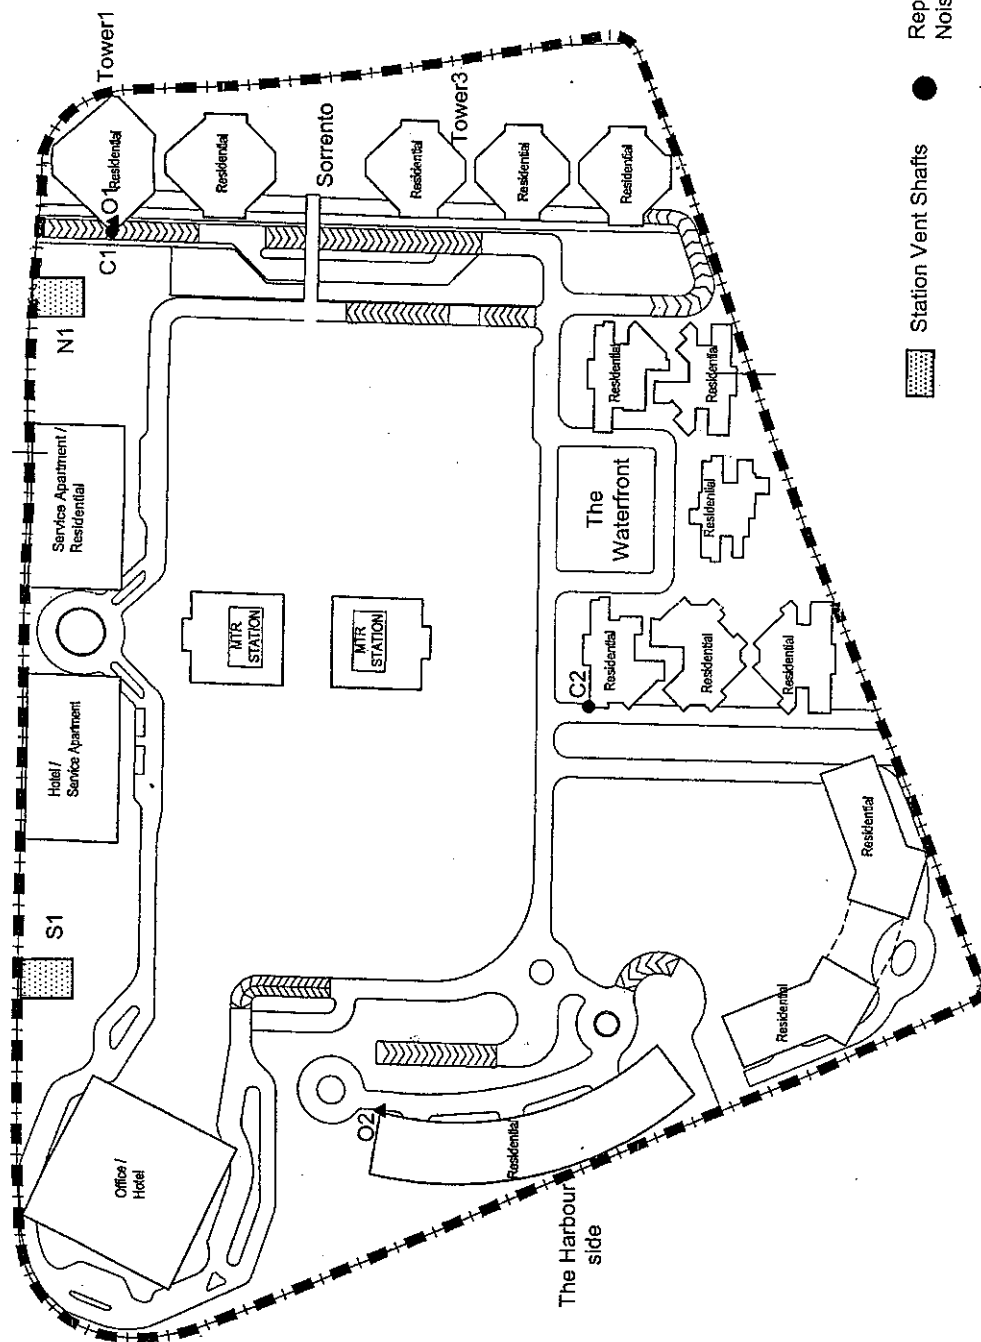 Tower1
Residential
O1
C1
Residential
Sorrento
Residential
Tower3
Residential
Residential
N1
Service Apartment /
Residential
Hotel /
Service Apartment
S1
Office /
Hotel
MTR
STATION
MTR
STATION
Residential
Residential
The
Waterfront
Residential
C2
Residential
Residential
Residential
Residential
Residential
O2
Residential
The Harbour
side
Station Vent Shafts
Rep
Nois